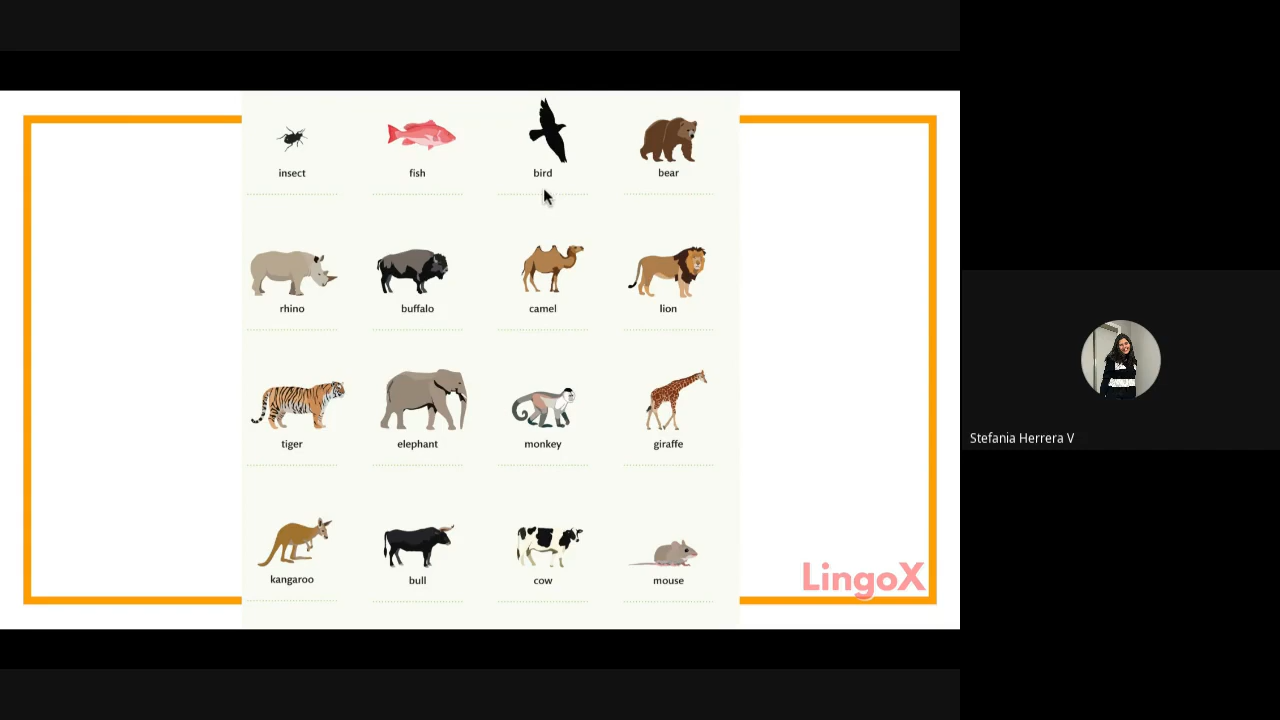 insect fish bird bear
rhino buffalo camel lion
tiger elephant monkey giraffe
kangaroo bull cow mouse
LingoX
Stefania Herrera V